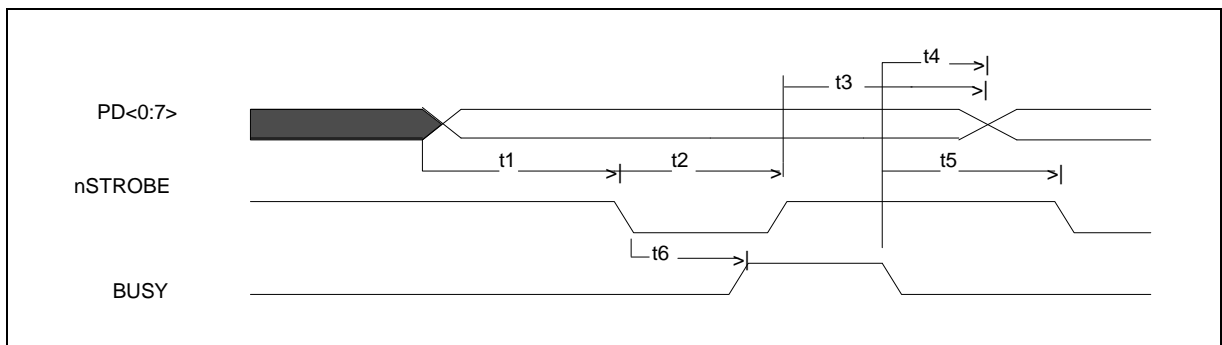 t4
t3
PD<0:7>
t1
t2
t5
nSTROBE
t6
BUSY